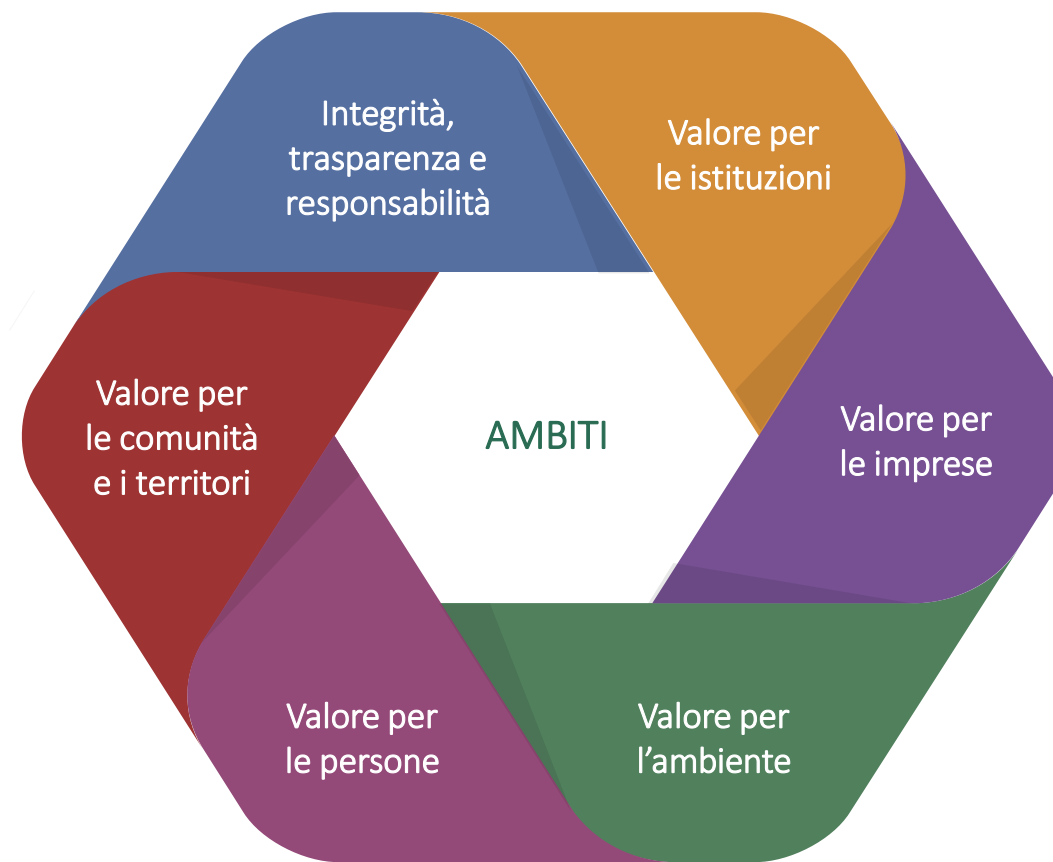 Integrità,
trasparenza e
responsabilità
Valore per
le istituzioni
Valore per
le imprese
Valore per
l’ambiente
Valore per
le persone
Valore per
le comunità
e i territori
AMBITI